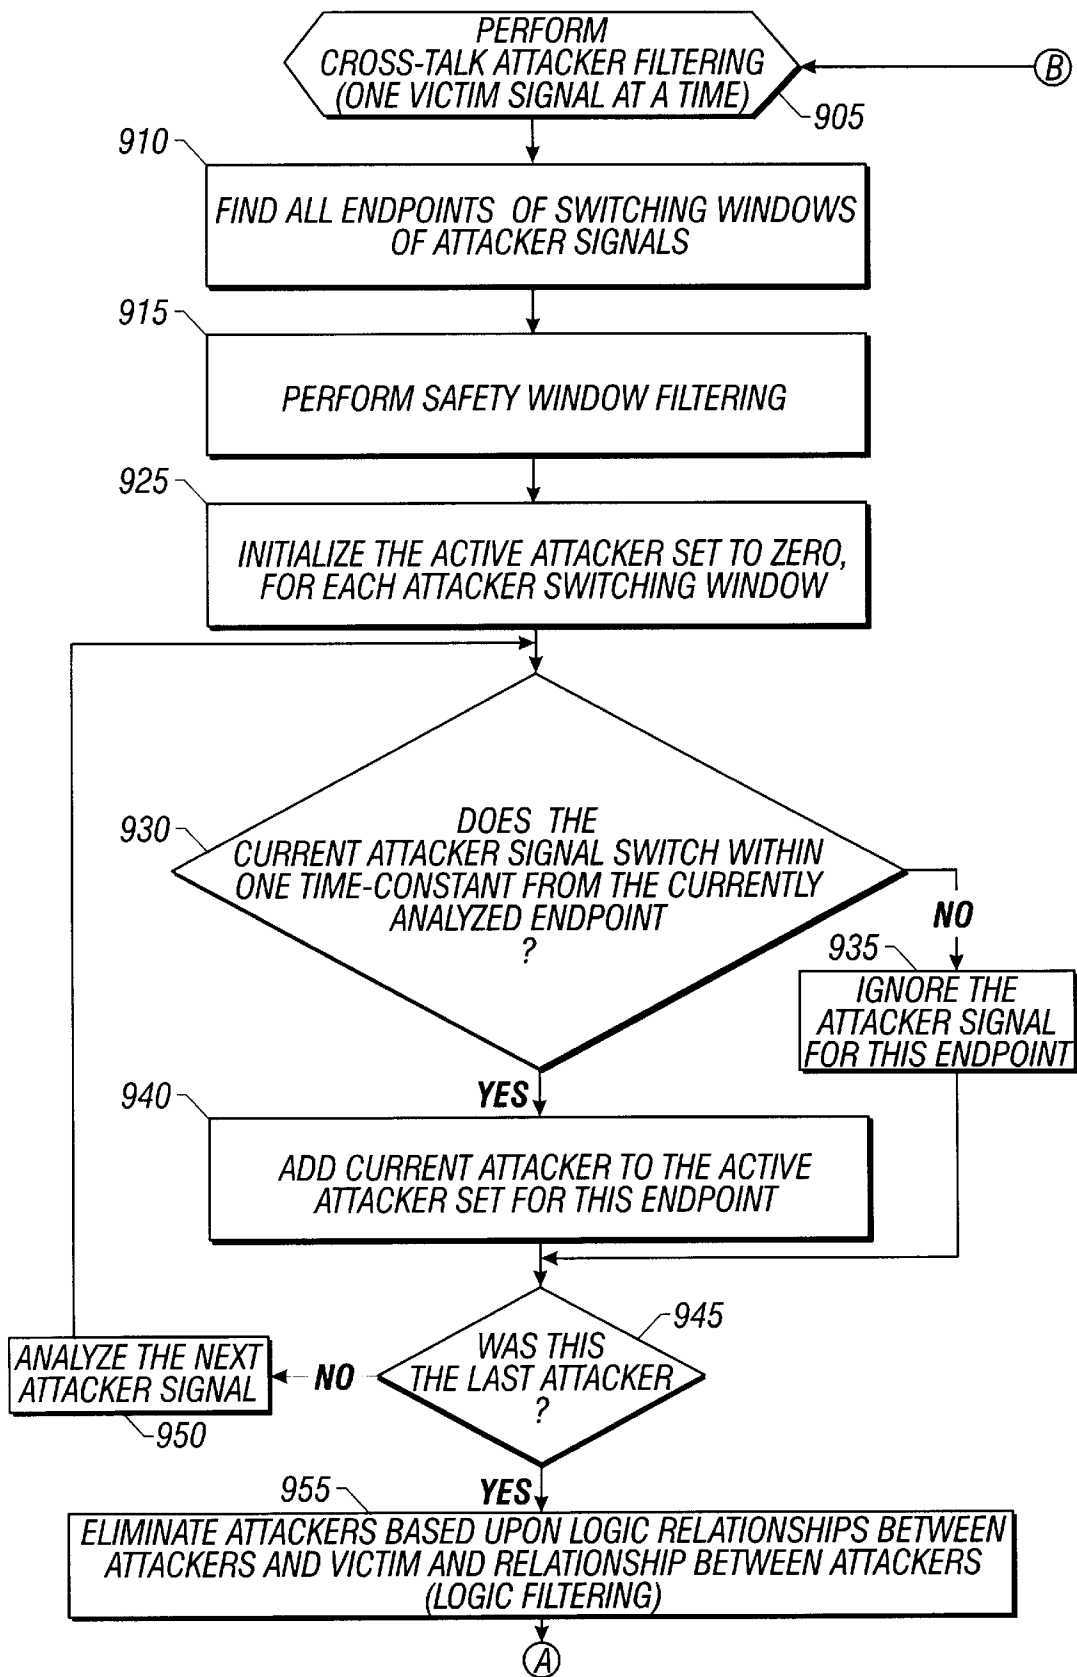 PERFORM
CROSS-TALK ATTACKER FILTERING
(ONE VICTIM SIGNAL AT A TIME)
B
905
910
FIND ALL ENDPOINTS OF SWITCHING WINDOWS
OF ATTACKER SIGNALS
915
PERFORM SAFETY WINDOW FILTERING
925
INITIALIZE THE ACTIVE ATTACKER SET TO ZERO,
FOR EACH ATTACKER SWITCHING WINDOW
930
DOES THE
CURRENT ATTACKER SIGNAL SWITCH WITHIN
ONE TIME-CONSTANT FROM THE CURRENTLY
ANALYZED ENDPOINT
?
NO
935
IGNORE THE
ATTACKER SIGNAL
FOR THIS ENDPOINT
YES
940
ADD CURRENT ATTACKER TO THE ACTIVE
ATTACKER SET FOR THIS ENDPOINT
945
WAS THIS
THE LAST ATTACKER
?
NO
ANALYZE THE NEXT
ATTACKER SIGNAL
950
YES
955
ELIMINATE ATTACKERS BASED UPON LOGIC RELATIONSHIPS BETWEEN
ATTACKERS AND VICTIM AND RELATIONSHIP BETWEEN ATTACKERS
(LOGIC FILTERING)
A